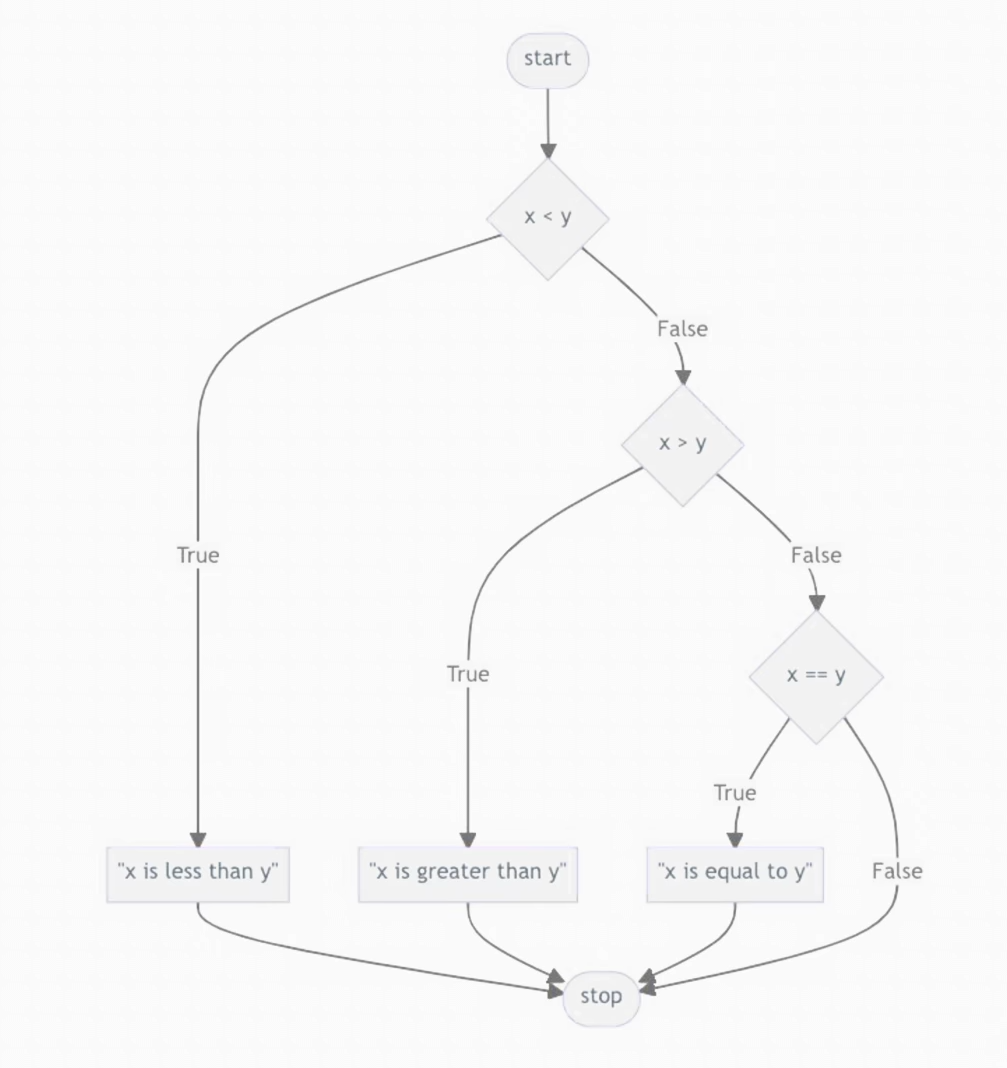 start
x < y
False
x > y
True
False
True
x == y
True
"x is less than y"
"x is greater than y"
"x is equal to y"
False
stop